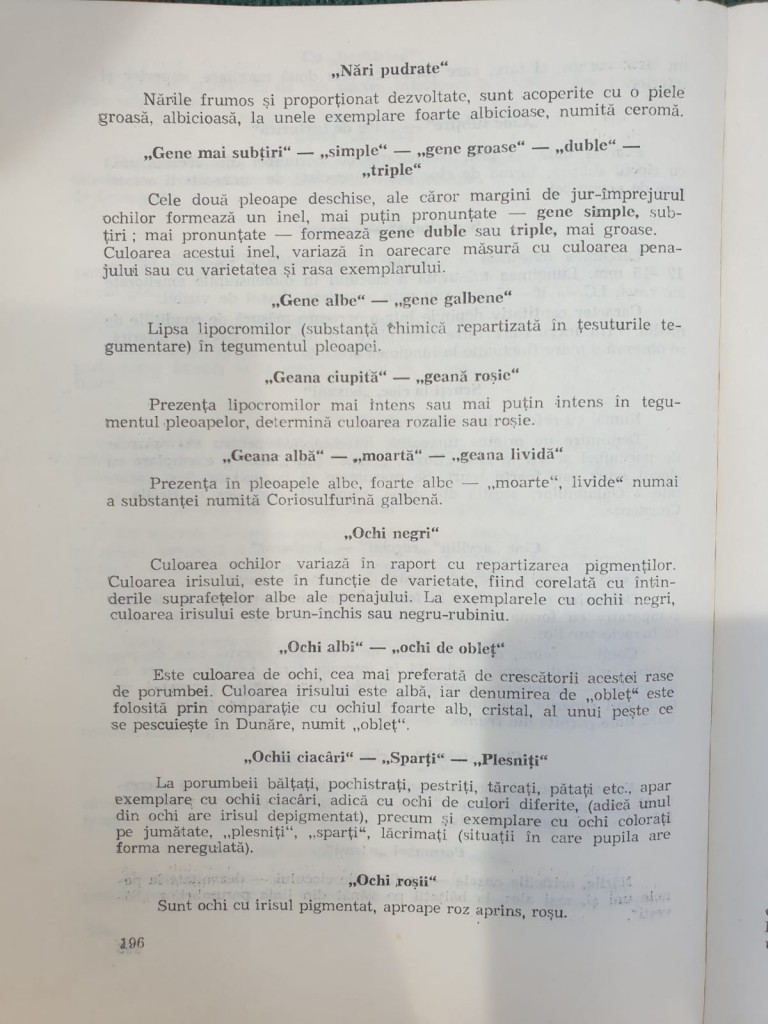 „Nări pudrate“
Nările frumos și proporționat dezvoltate, sunt acoperite cu o piele
groasă, albicioasă, la unele exemplare foarte albicioase, numită ceromă.
„Gene mai subțiri“ — „simple“ — „gene groase“ — „duble“ —
„triple“
Cele două pleoape deschise, ale căror margini de jur-împrejurul
ochilor formează un inel, mai puțin pronunțate — gene simple, sub-
țiri ; mai pronunțate — formează gene duble sau triple, mai groase.
Culoarea acestui inel, variază în oarecare măsură cu culoarea pena-
jului sau cu varietatea și rasa exemplarului.
„Gene albe“ — „gene galbene“
Lipsa lipocromilor (substanță chimică repartizată în țesuturile te-
gumentare) în tegumentul pleoapei.
„Geana ciupită“ — „geană roșie“
Prezența lipocromilor mai intens sau mai puțin intens în tegu-
mentul pleoapelor, determină culoarea rozalie sau roșie.
„Geana albă“ — „moartă“ — „geana lividă“
Prezența în pleoapele albe, foarte albe — „moarte“, livide“ numai
a substanței numită Coriosulfurină galbenă.
„Ochi negri“
Culoarea ochilor variază în raport cu repartizarea pigmenților.
Culoarea irisului, este în funcție de varietate, fiind corelată cu întin-
derile suprafețelor albe ale penajului. La exemplarele cu ochii negri,
culoarea irisului este brun-închis sau negru-rubiniu.
„Ochi albi“ — „ochi de obleț“
Este culoarea de ochi, cea mai preferată de crescătorii acestei rase
de porumbei. Culoarea irisului este albă, iar denumirea de „obleț“ este
folosită prin comparație cu ochiul foarte alb, cristal, al unui pește ce
se pescuiește în Dunăre, numit „obleț“.
„Ochii ciacâri“ — „Sparți“ — „Plesniți“
La porumbeii bălțați, pochistrați, pestriți, tărcați, pătați etc., apar
exemplare cu ochii ciacâri, adică cu ochi de culori diferite, (adică unul
din ochi are irisul depigmentat), precum și exemplare cu ochi colorați
pe jumătate, „plesniți“, „sparți“, lăcrimați (situații în care pupila are
forma neregulată).
„Ochi roșii“
Sunt ochi cu irisul pigmentat, aproape roz aprins, roșu.
196